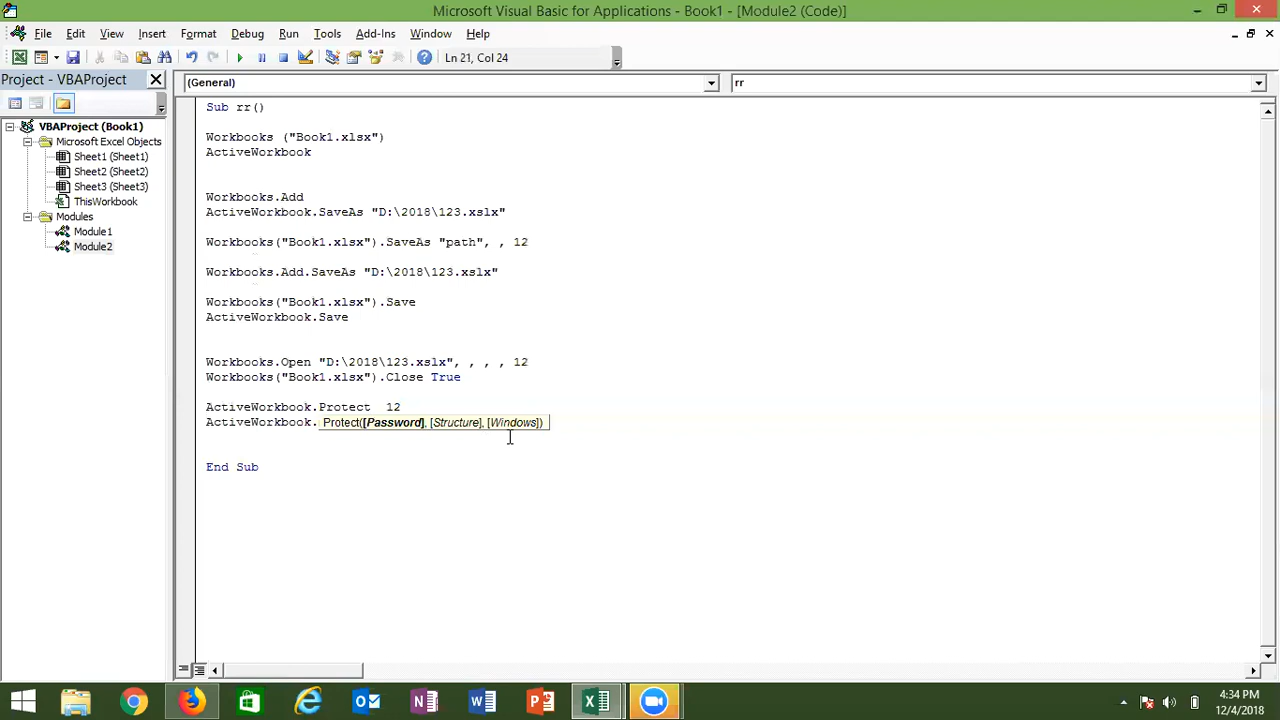 Microsoft Visual Basic for Applications - Book1 - [Module2 (Code)]
File Edit View Insert Format Debug Run Tools Add-Ins Window Help
Ln 21, Col 24
Project - VBAProject
(General)
rr
VBAProject (Book1)
Microsoft Excel Objects
Sheet1 (Sheet1)
Sheet2 (Sheet2)
Sheet3 (Sheet3)
ThisWorkbook
Modules
Module1
Module2
Sub rr()
Workbooks ("Book1.xlsx")
ActiveWorkbook
Workbooks.Add
ActiveWorkbook.SaveAs "D:\2018\123.xslx"
Workbooks("Book1.xlsx").SaveAs "path", , 12
Workbooks.Add.SaveAs "D:\2018\123.xslx"
Workbooks("Book1.xlsx").Save
ActiveWorkbook.Save
Workbooks.Open "D:\2018\123.xslx", , , , 12
Workbooks("Book1.xlsx").Close True
ActiveWorkbook.Protect  12
ActiveWorkbook.
Protect([Password], [Structure], [Windows])
End Sub
4:34 PM
12/4/2018